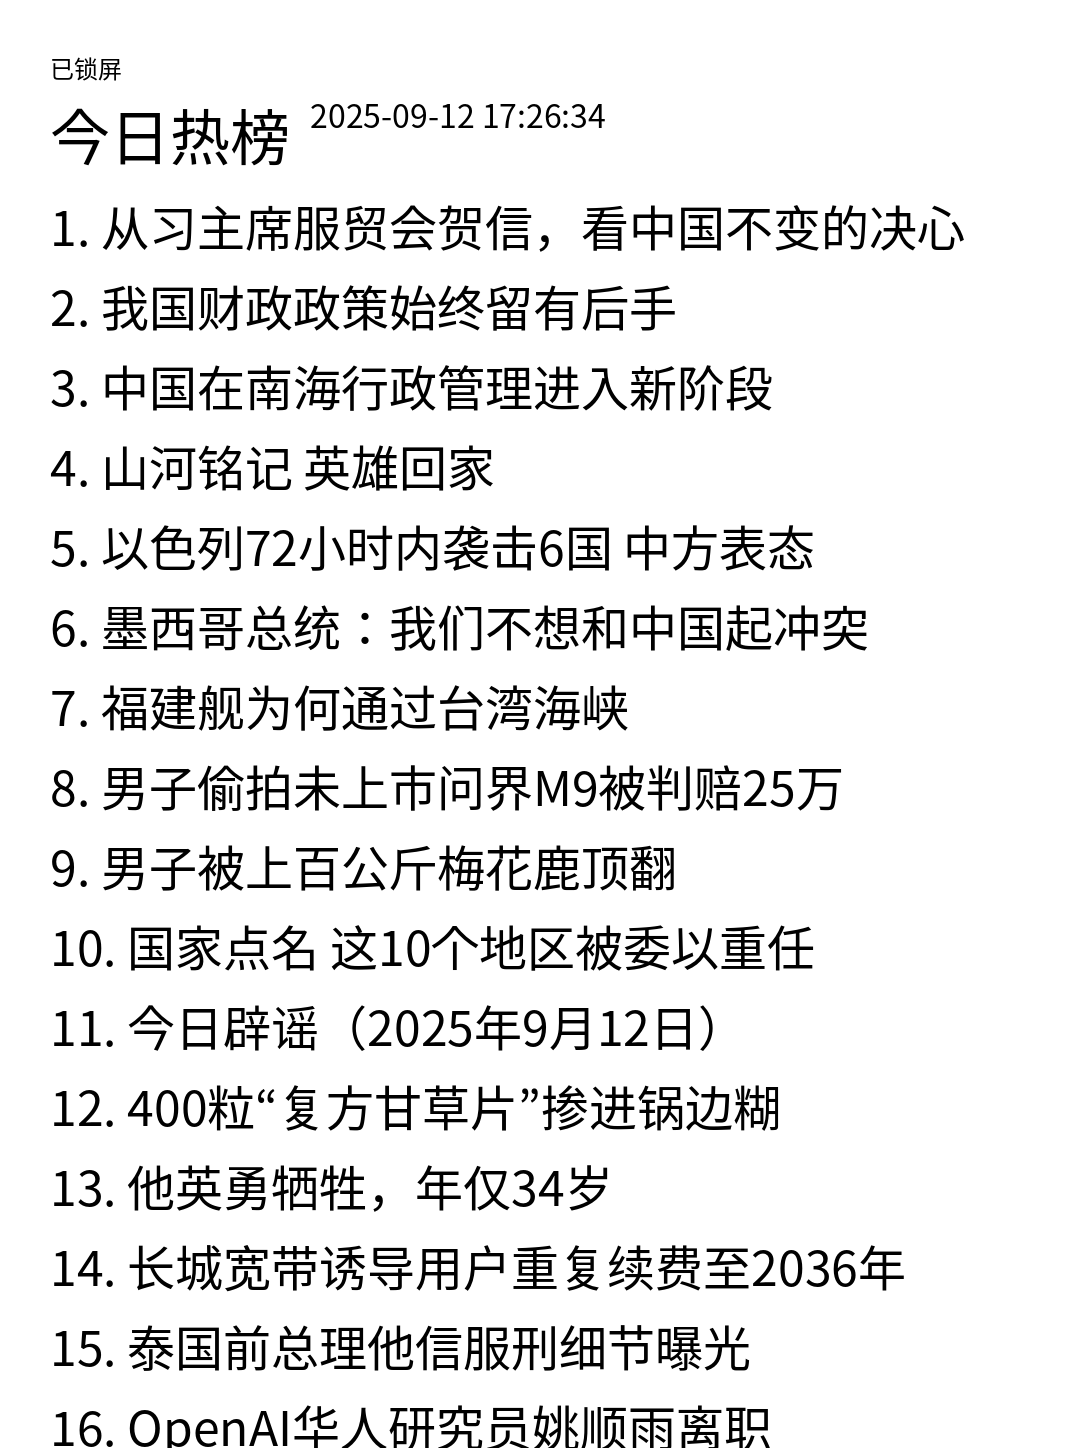 已锁屏
今日热榜 2025-09-12 17:26:34
1. 从习主席服贸会贺信，看中国不变的决心
2. 我国财政政策始终留有后手
3. 中国在南海行政管理进入新阶段
4. 山河铭记 英雄回家
5. 以色列72小时内袭击6国 中方表态
6. 墨西哥总统：我们不想和中国起冲突
7. 福建舰为何通过台湾海峡
8. 男子偷拍未上市问界M9被判赔25万
9. 男子被上百公斤梅花鹿顶翻
10. 国家点名 这10个地区被委以重任
11. 今日辟谣（2025年9月12日）
12. 400粒“复方甘草片”掺进锅边糊
13. 他英勇牺牲，年仅34岁
14. 长城宽带诱导用户重复续费至2036年
15. 泰国前总理他信服刑细节曝光
16. OpenAI华人研究员姚顺雨离职